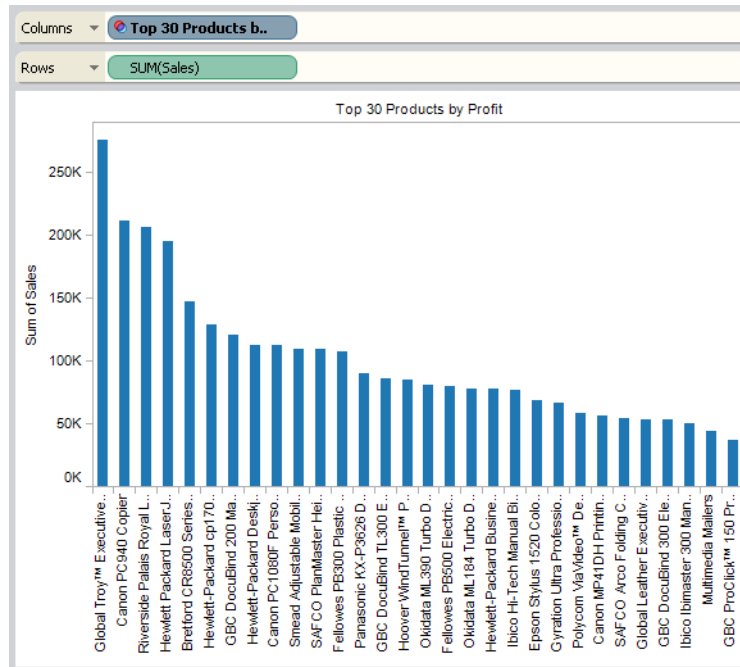 Columns
Top 30 Products b..
Rows
SUM(Sales)
Top 30 Products by Profit
Sum of Sales
250K
200K
150K
100K
50K
0K
Global Troy™ Executive..
Canon PC940 Copier
Riverside Palais Royal L..
Hewlett Packard LaserJ..
Bretford CR8500 Series..
Hewlett-Packard cp170..
GBC DocuBind 200 Ma..
Hewlett-Packard Deskj..
Canon PC1080F Perso..
Smead Adjustable Mobil..
SAFCO PlanMaster Hei..
Fellowes PB300 Plastic ..
Panasonic KX-P3626 D..
GBC DocuBind TL300 E..
Hoover WindTunnel™ P..
Okidata ML390 Turbo D..
Fellowes PB500 Electric..
Okidata ML184 Turbo D..
Hewlett-Packard Busine..
Ibico Hi-Tech Manual Bi..
Epson Stylus 1520 Colo..
Gyration Ultra Professio..
Polycom ViaVideo™ De..
Canon MP41DH Printin..
SAFCO Arco Folding C..
Global Leather Executiv..
GBC DocuBind 300 Ele..
Ibico Ibimaster 300 Man..
Multimedia Mailers
GBC ProClick™ 150 Pr..